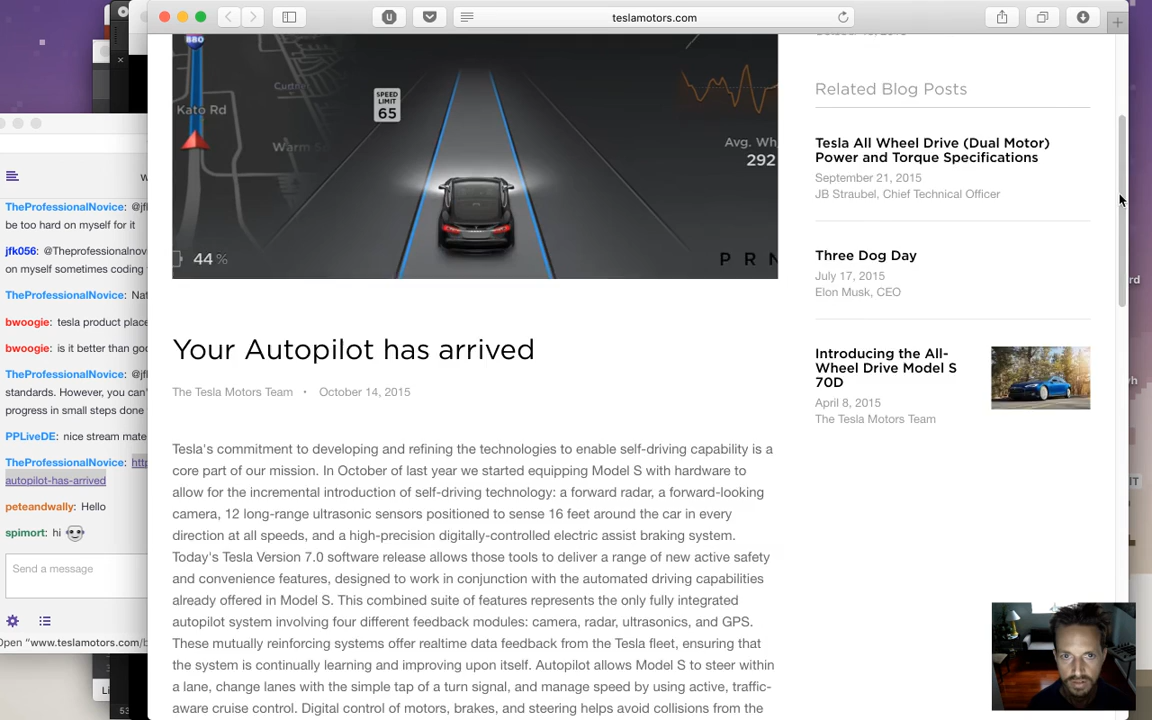 teslamotors.com
880
Kato Rd
Curtner
SPEED
LIMIT
65
Warm S
Avg. Wh
292
44 %
P R N
Related Blog Posts
Tesla All Wheel Drive (Dual Motor)
Power and Torque Specifications
September 21, 2015
JB Straubel, Chief Technical Officer
Three Dog Day
July 17, 2015
Elon Musk, CEO
Introducing the All-
Wheel Drive Model S
70D
April 8, 2015
The Tesla Motors Team
Your Autopilot has arrived
The Tesla Motors Team • October 14, 2015
Tesla's commitment to developing and refining the technologies to enable self-driving capability is a
core part of our mission. In October of last year we started equipping Model S with hardware to
allow for the incremental introduction of self-driving technology: a forward radar, a forward-looking
camera, 12 long-range ultrasonic sensors positioned to sense 16 feet around the car in every
direction at all speeds, and a high-precision digitally-controlled electric assist braking system.
Today's Tesla Version 7.0 software release allows those tools to deliver a range of new active safety
and convenience features, designed to work in conjunction with the automated driving capabilities
already offered in Model S. This combined suite of features represents the only fully integrated
autopilot system involving four different feedback modules: camera, radar, ultrasonics, and GPS.
These mutually reinforcing systems offer realtime data feedback from the Tesla fleet, ensuring that
the system is continually learning and improving upon itself. Autopilot allows Model S to steer within
a lane, change lanes with the simple tap of a turn signal, and manage speed by using active, traffic-
aware cruise control. Digital control of motors, brakes, and steering helps avoid collisions from the
TheProfessionalNovice: @jf
be too hard on myself for it
jfk056: @Theprofessionalnov
on myself sometimes coding
TheProfessionalNovice: Nat
bwoogie: tesla product place
bwoogie: is it better than goo
TheProfessionalNovice: @jf
standards. However, you can'
progress in small steps done
PPLiveDE: nice stream mate
TheProfessionalNovice: http
autopilot-has-arrived
peteandwally: Hello
spimort: hi
Send a message
Open "www.teslamotors.com/b
Li
53